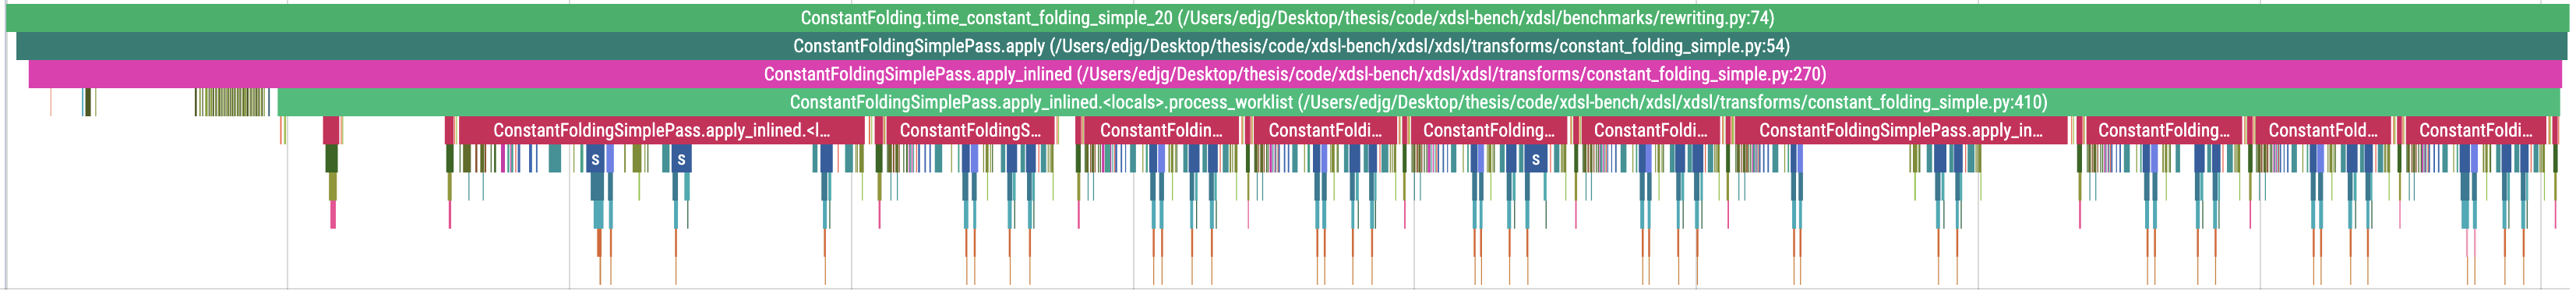 ConstantFolding.time_constant_folding_simple_20 (/Users/edjg/Desktop/thesis/code/xdsl-bench/xdsl/benchmarks/rewriting.py:74)
ConstantFoldingSimplePass.apply (/Users/edjg/Desktop/thesis/code/xdsl-bench/xdsl/xdsl/transforms/constant_folding_simple.py:54)
ConstantFoldingSimplePass.apply_inlined (/Users/edjg/Desktop/thesis/code/xdsl-bench/xdsl/xdsl/transforms/constant_folding_simple.py:270)
ConstantFoldingSimplePass.apply_inlined.<locals>.process_worklist (/Users/edjg/Desktop/thesis/code/xdsl-bench/xdsl/xdsl/transforms/constant_folding_simple.py:410)
ConstantFoldingSimplePass.apply_inlined.<l... ConstantFoldingS... ConstantFoldin... ConstantFoldi... ConstantFolding... ConstantFoldi... ConstantFoldingSimplePass.apply_in... ConstantFolding... ConstantFold... ConstantFoldi...
s s s